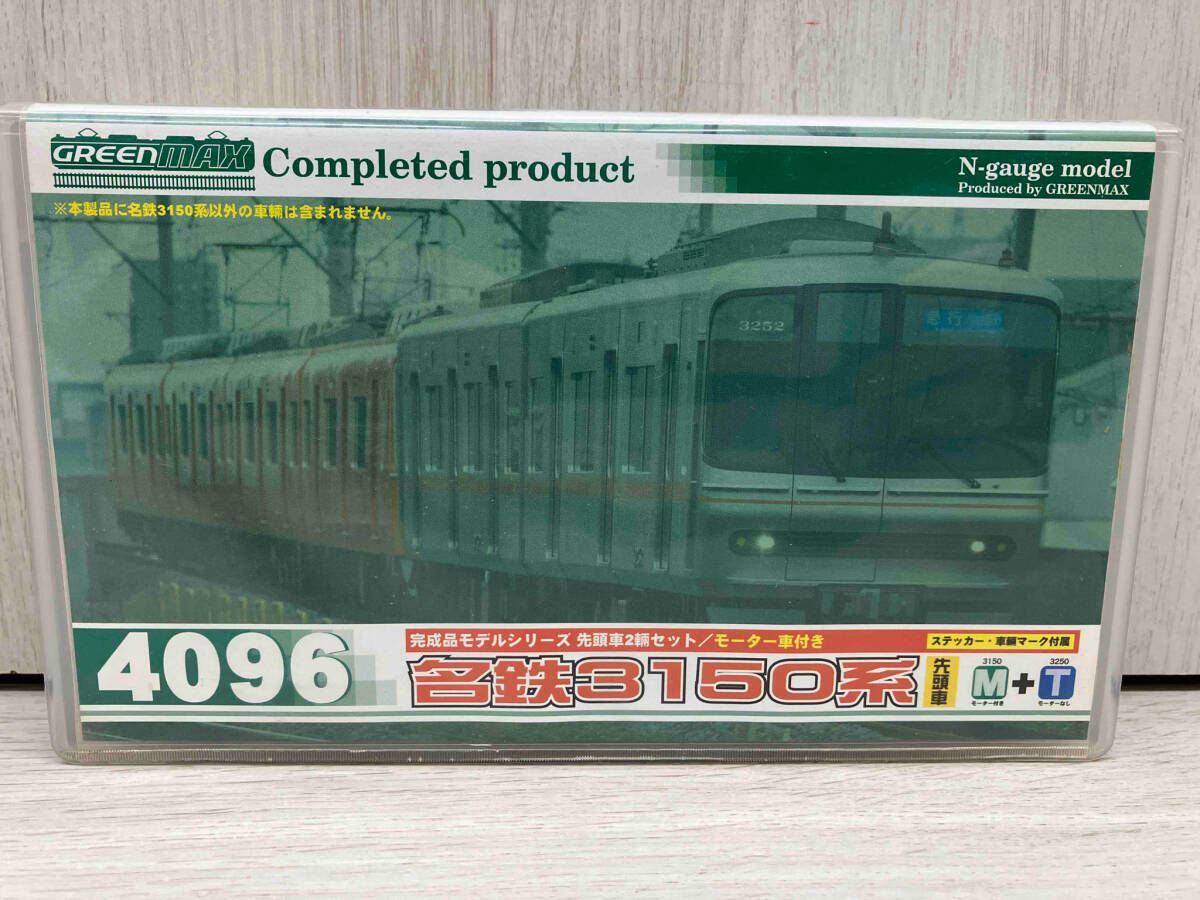 GREENMAX
Completed product
N-gauge model
Produced by GREENMAX
※本製品に名鉄3150系以外の車輌は含まれません。
3252
急行
4096
完成品モデルシリーズ 先頭車2輌セット／モーター車付き
ステッカー・車輌マーク付属
名鉄3150系
先頭車
3150
M
モーター付き
+
3250
T
モーターなし